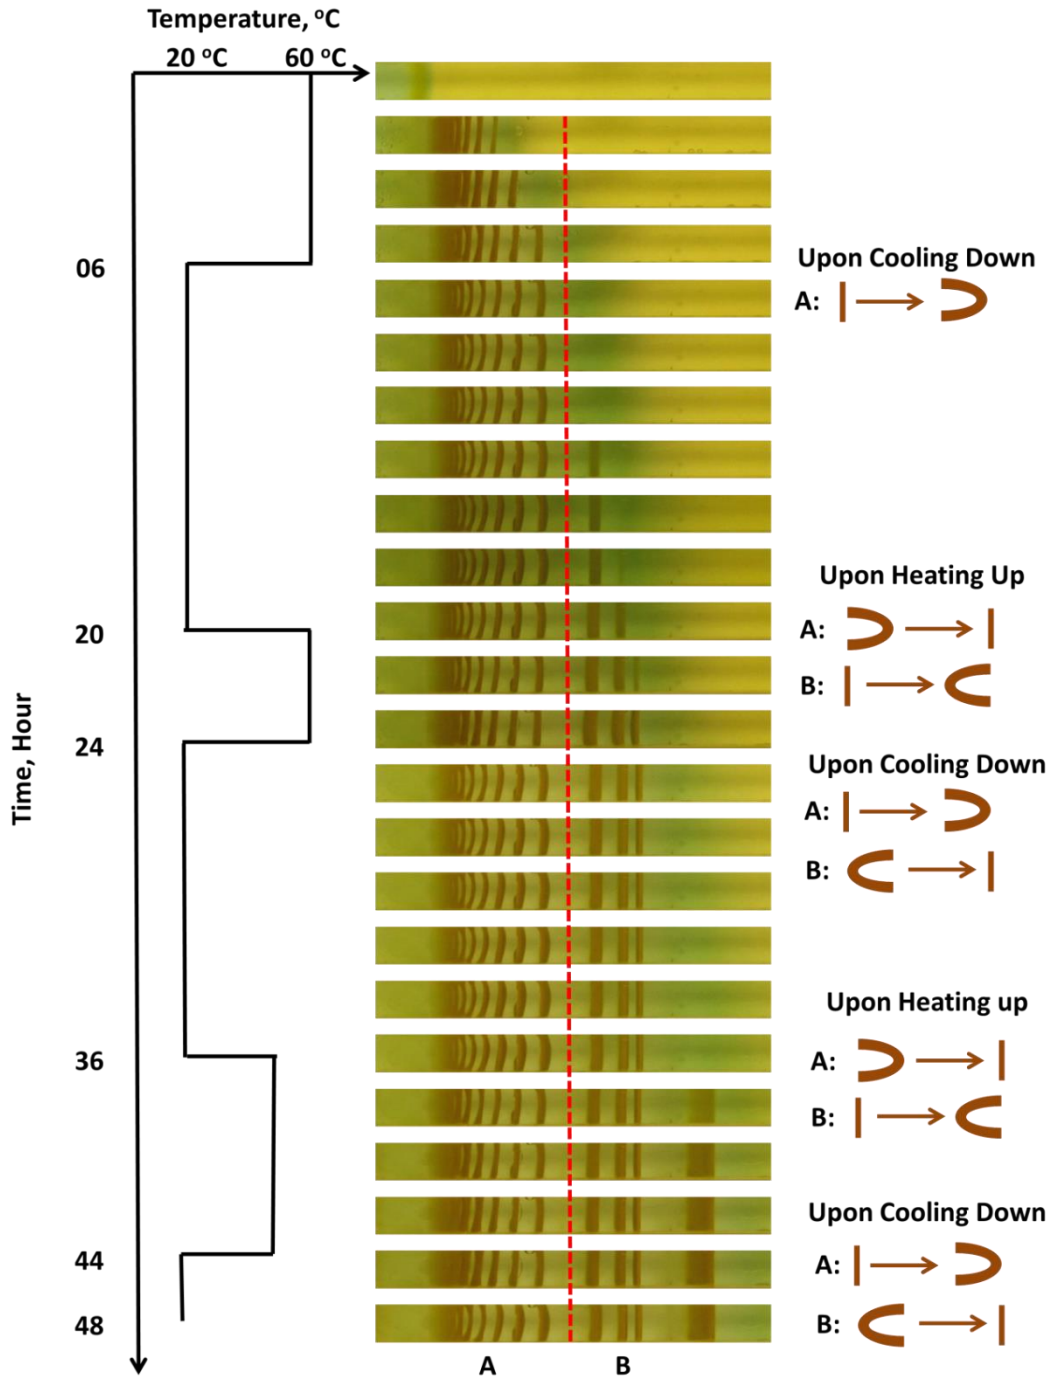 Temperature, °C
20 °C
60 °C
06
20
24
36
44
48
Time, Hour
Upon Cooling Down
A:
Upon Heating Up
A:
B:
Upon Cooling Down
A:
B:
Upon Heating up
A:
B:
Upon Cooling Down
A:
B:
A
B